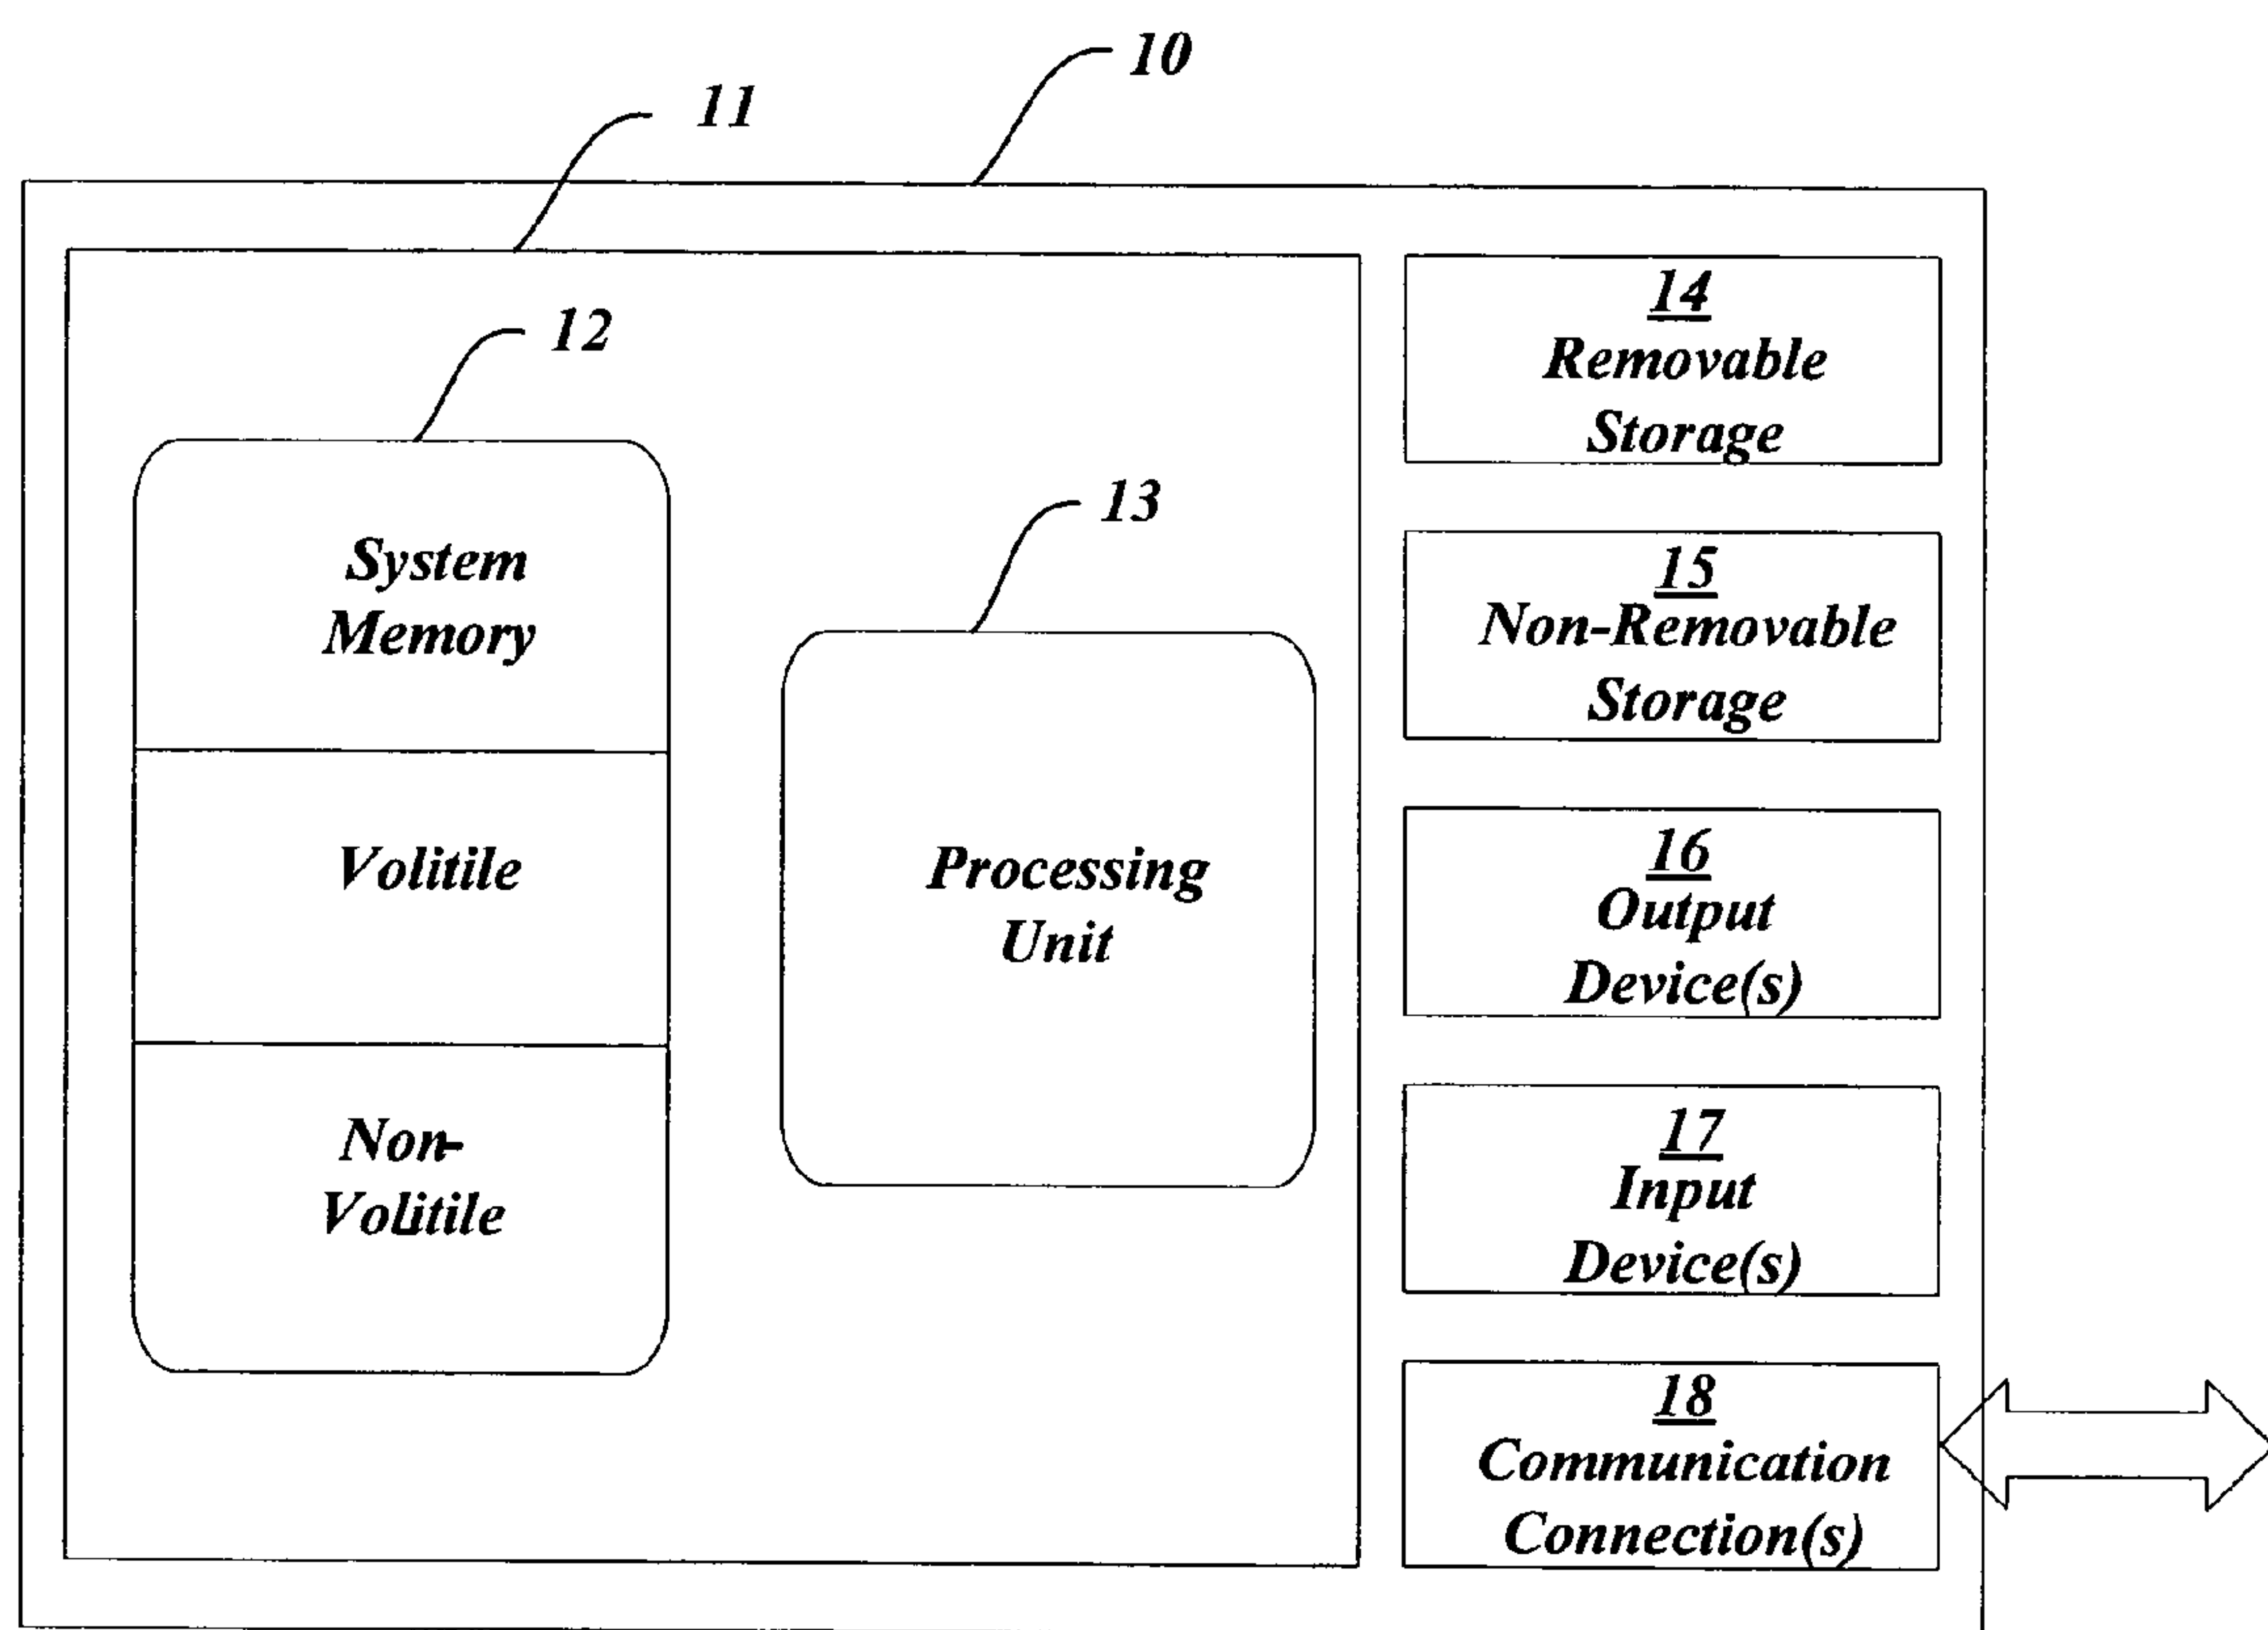 10
11
12
System
Memory
Volitile
Non-
Volitile
13
Processing
Unit
14
Removable
Storage
15
Non-Removable
Storage
16
Output
Device(s)
17
Input
Device(s)
18
Communication
Connection(s)